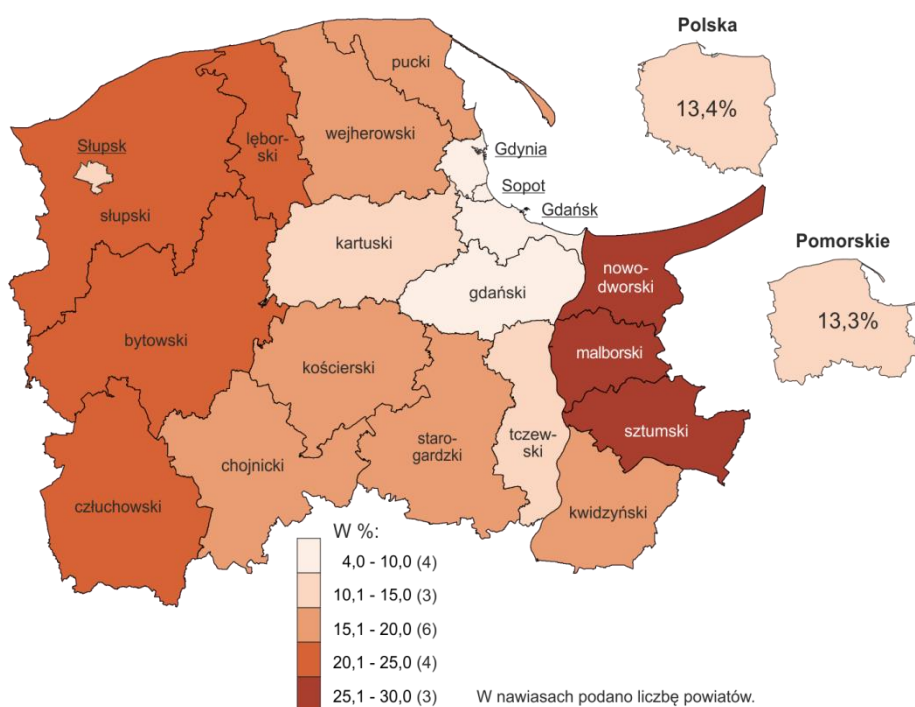 Polska
13,4%
pucki
wejherowski
lębor-
ski
Słupsk
słupski
Gdynia
Sopot
Gdańsk
kartuski
gdański
nowo-
dworski
Pomorskie
13,3%
bytowski
kościerski
malborski
staro-
gardzki
tczew-
ski
sztumski
chojnicki
człuchowski
kwidzyński
W %:
4,0 - 10,0 (4)
10,1 - 15,0 (3)
15,1 - 20,0 (6)
20,1 - 25,0 (4)
25,1 - 30,0 (3)
W nawiasach podano liczbę powiatów.